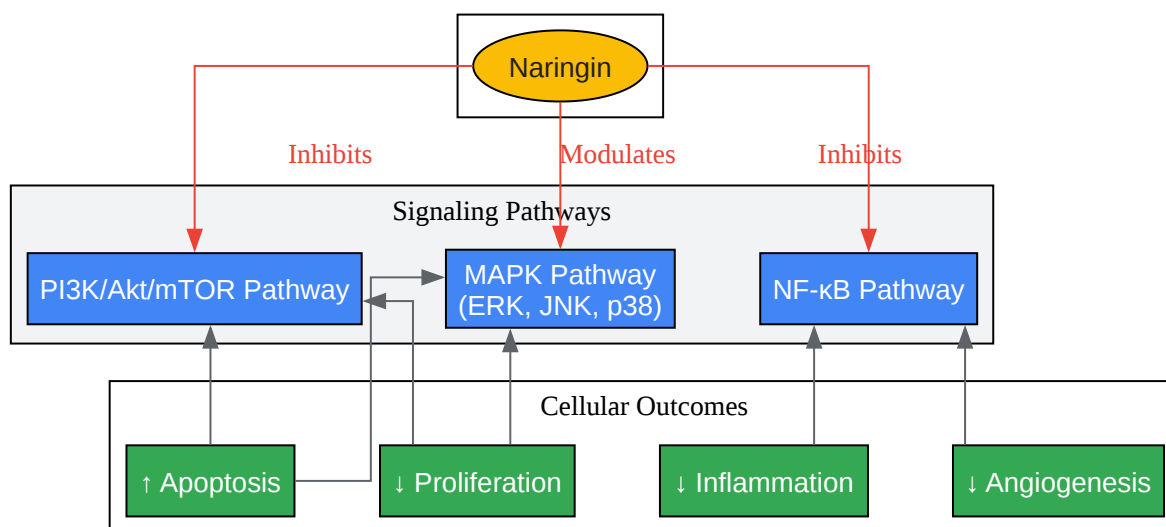 Naringin
Inhibits
Modulates
Inhibits
Signaling Pathways
PI3K/Akt/mTOR Pathway
MAPK Pathway
(ERK, JNK, p38)
NF-κB Pathway
Cellular Outcomes
↑ Apoptosis
↓ Proliferation
↓ Inflammation
↓ Angiogenesis